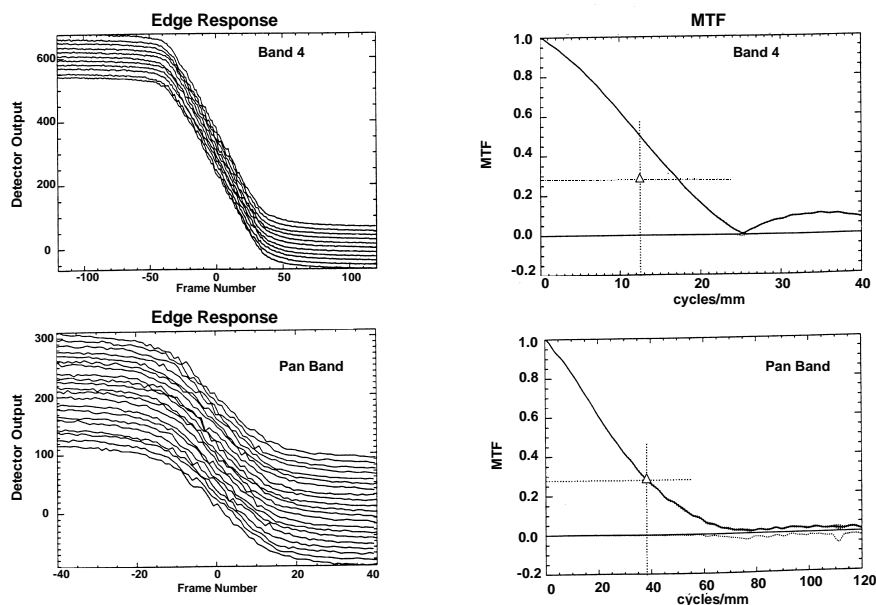 Edge Response
Band 4
600
400
200
0
Detector Output
-100
-50
0
50
100
Frame Number
MTF
Band 4
1.0
0.8
0.6
0.4
0.2
0.0
-0.2
MTF
0
10
20
30
40
cycles/mm
Edge Response
Pan Band
300
200
100
0
Detector Output
-40
-20
0
20
40
Frame Number
Pan Band
1.0
0.8
0.6
0.4
0.2
0.0
-0.2
MTF
0
20
40
60
80
100
120
cycles/mm